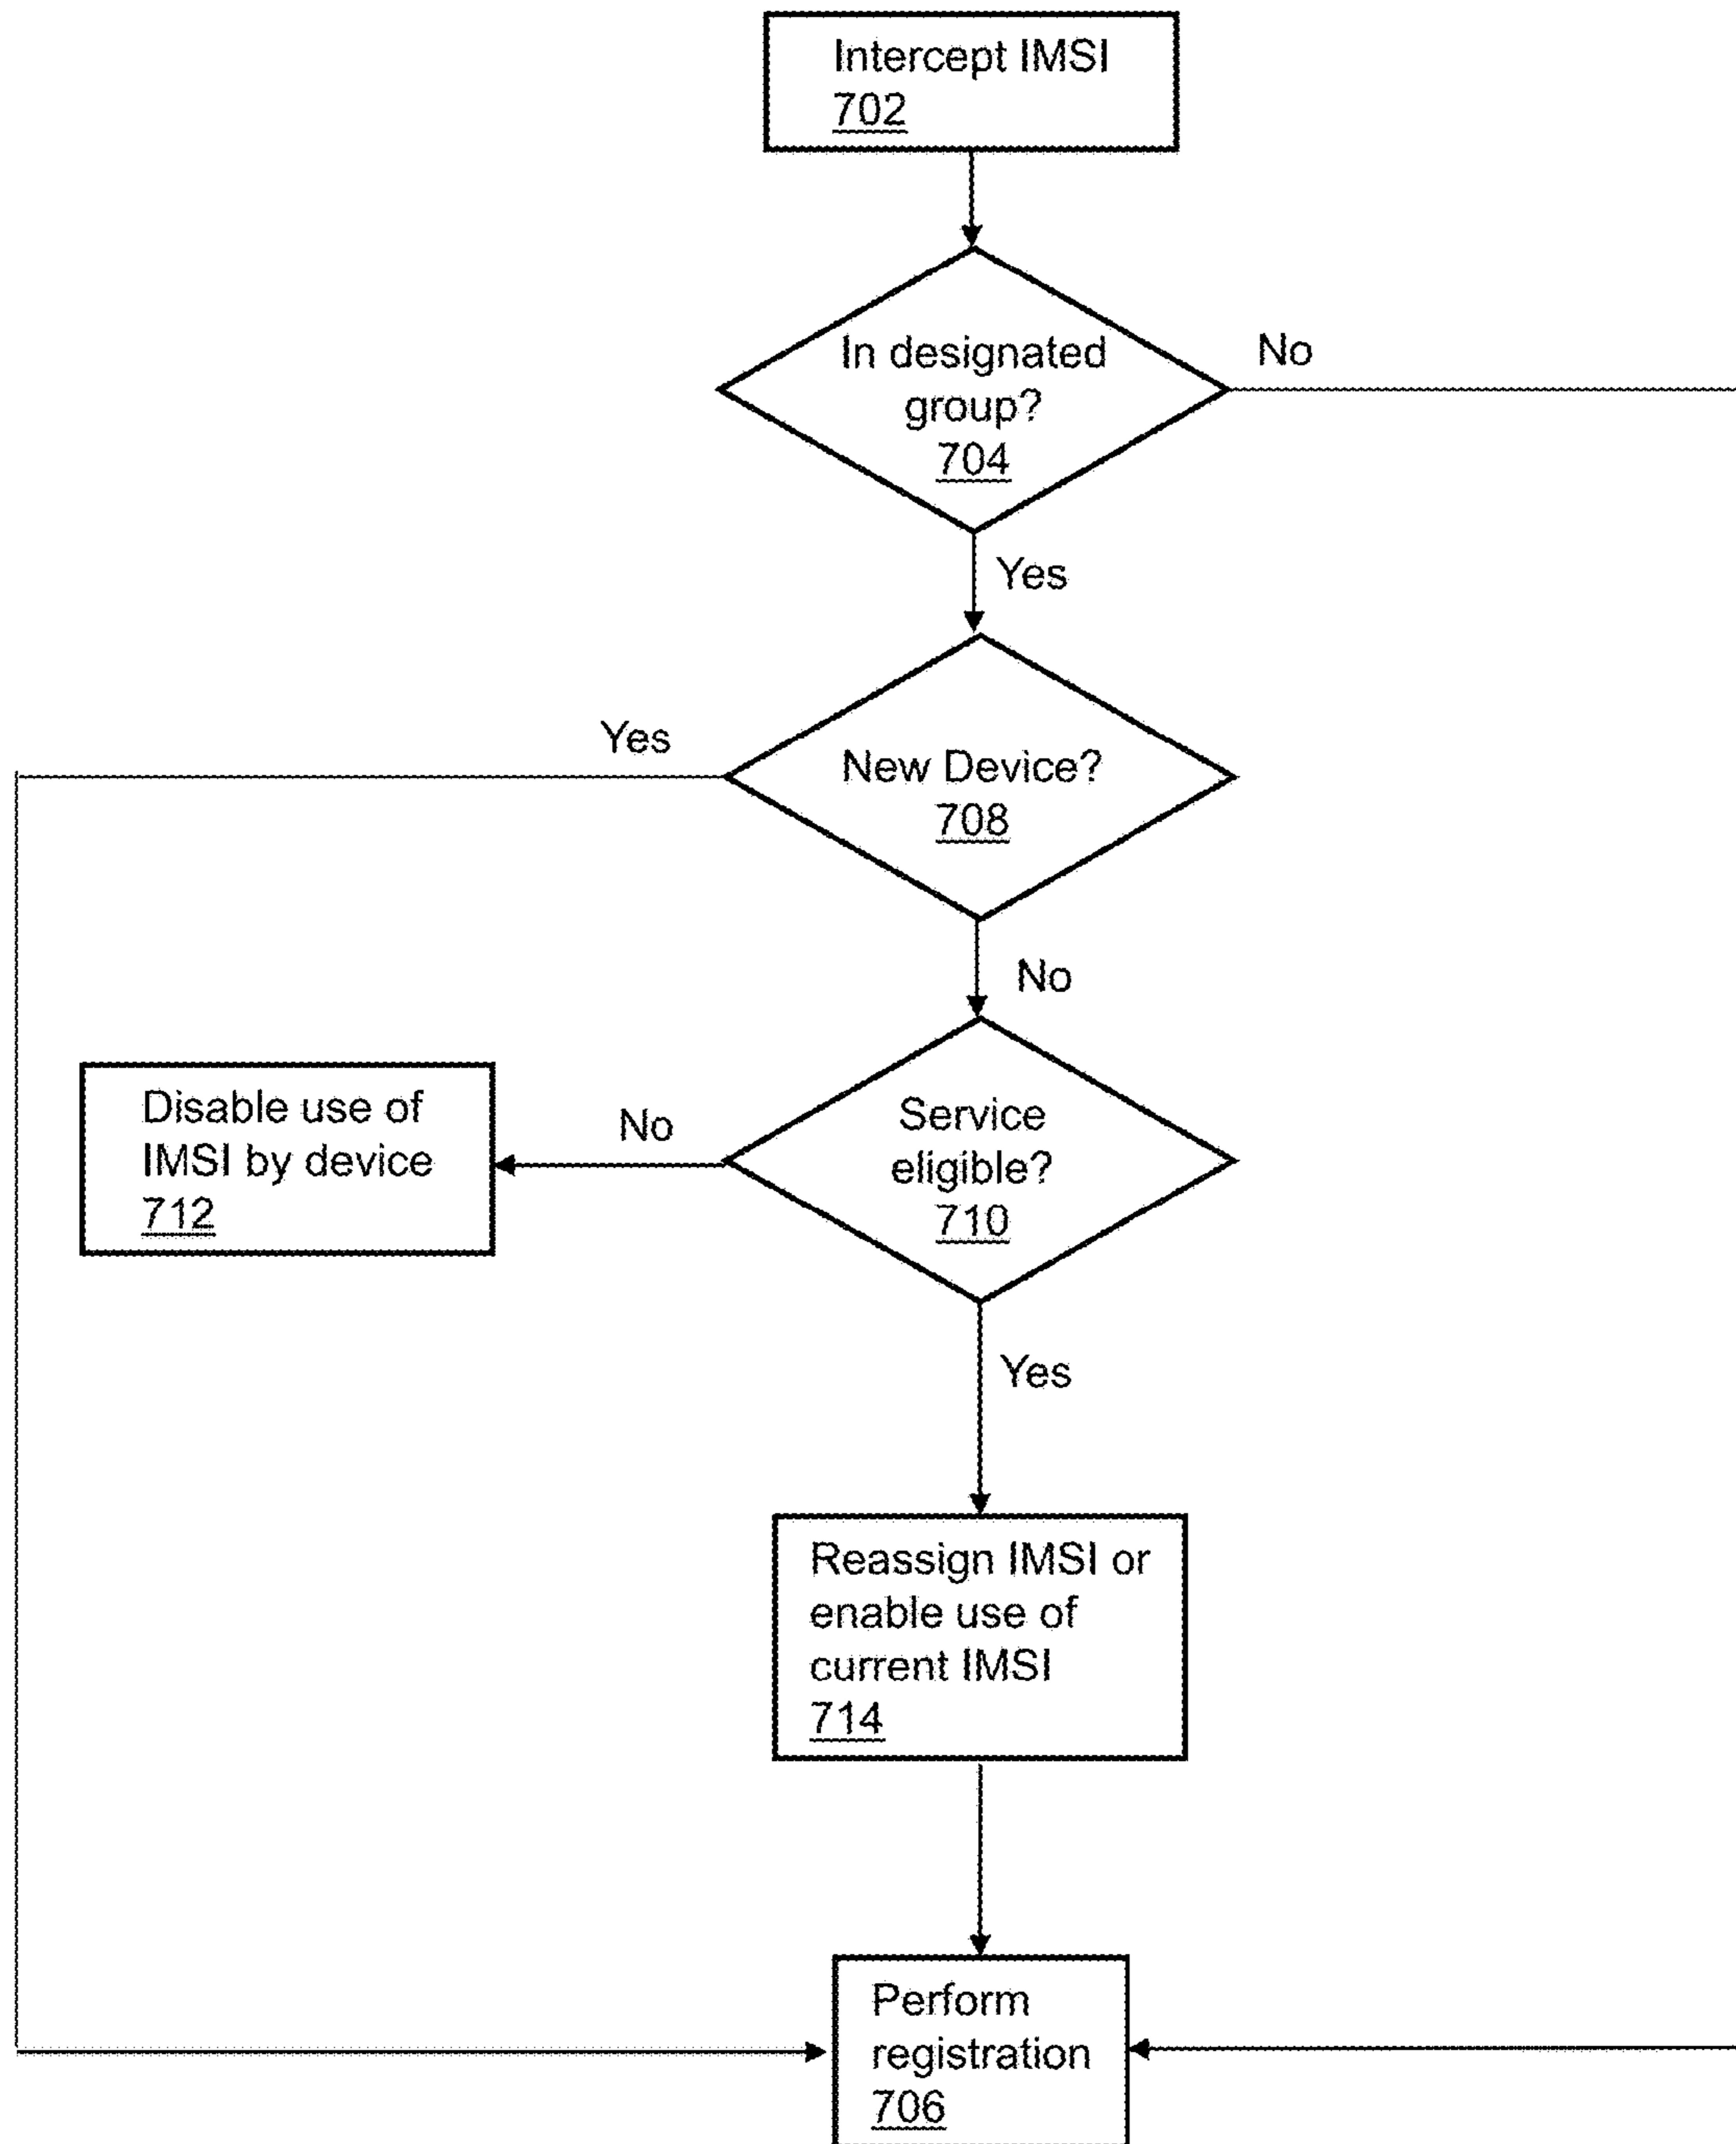 Intercept IMSI
702
In designated
group?
704
No
Yes
Yes
New Device?
708
No
Disable use of
IMSI by device
712
No
Service
eligible?
710
Yes
Reassign IMSI or
enable use of
current IMSI
714
Perform
registration
706